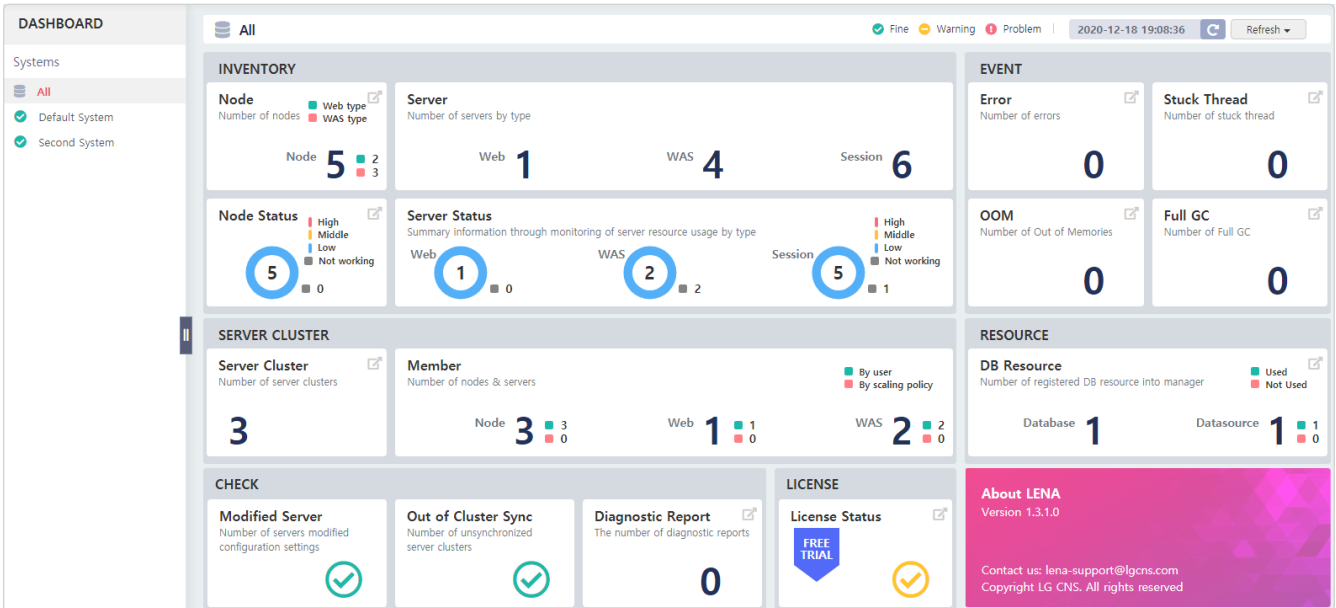 DASHBOARD
Systems
All
Default System
Second System
All
Fine
Warning
Problem
2020-12-18 19:08:36
Refresh
INVENTORY
Node
Number of nodes
Web type
WAS type
Node
5
2
3
Server
Number of servers by type
Web
1
WAS
4
Session
6
Node Status
High
Middle
Low
Not working
5
0
Server Status
Summary information through monitoring of server resource usage by type
High
Middle
Low
Not working
Web
1
0
WAS
2
2
Session
5
1
EVENT
Error
Number of errors
0
Stuck Thread
Number of stuck thread
0
OOM
Number of Out of Memories
0
Full GC
Number of Full GC
0
SERVER CLUSTER
Server Cluster
Number of server clusters
3
Member
Number of nodes & servers
By user
By scaling policy
Node
3
3
0
Web
1
1
0
WAS
2
2
0
RESOURCE
DB Resource
Number of registered DB resource into manager
Used
Not Used
Database
1
Datasource
1
1
0
CHECK
Modified Server
Number of servers modified
configuration settings
Out of Cluster Sync
Number of unsynchronized
server clusters
Diagnostic Report
The number of diagnostic reports
0
LICENSE
License Status
FREE
TRIAL
About LENA
Version 1.3.1.0
Contact us: lena-support@lgcns.com
Copyright LG CNS. All rights reserved